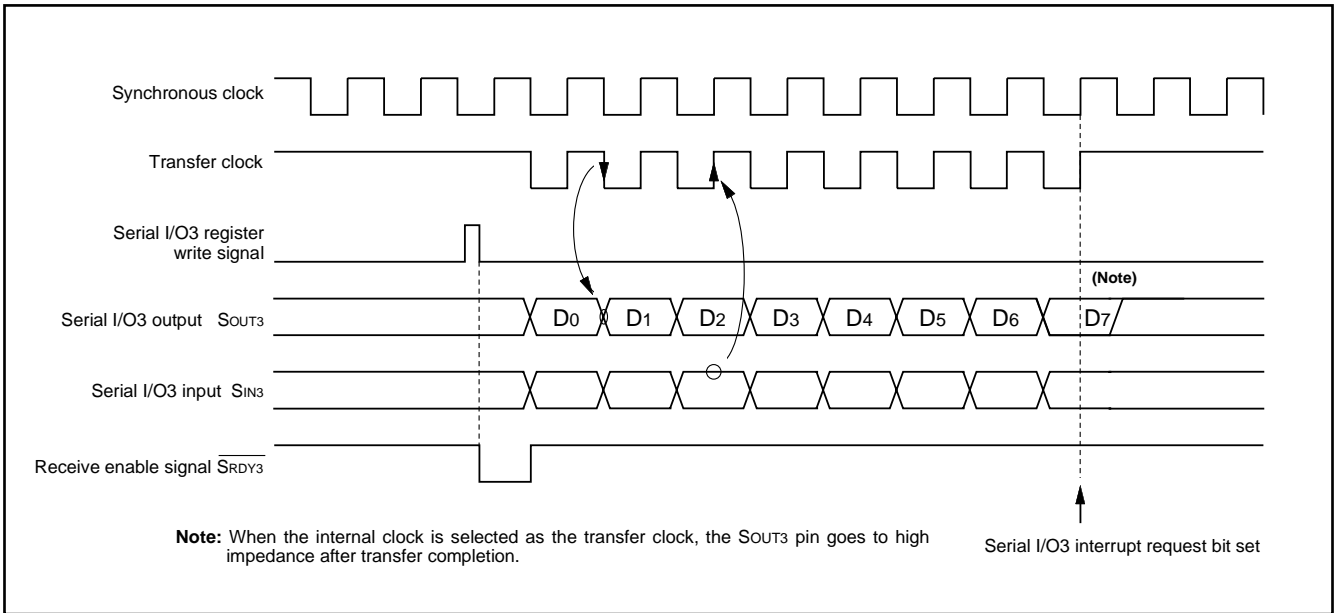 Synchronous clock
Transfer clock
Serial I/O3 register
write signal
(Note)
Serial I/O3 output SOUT3
D0 D1 D2 D3 D4 D5 D6 D7
Serial I/O3 input SIN3
Receive enable signal SRDY3
Note: When the internal clock is selected as the transfer clock, the SOUT3 pin goes to high
impedance after transfer completion.
Serial I/O3 interrupt request bit set